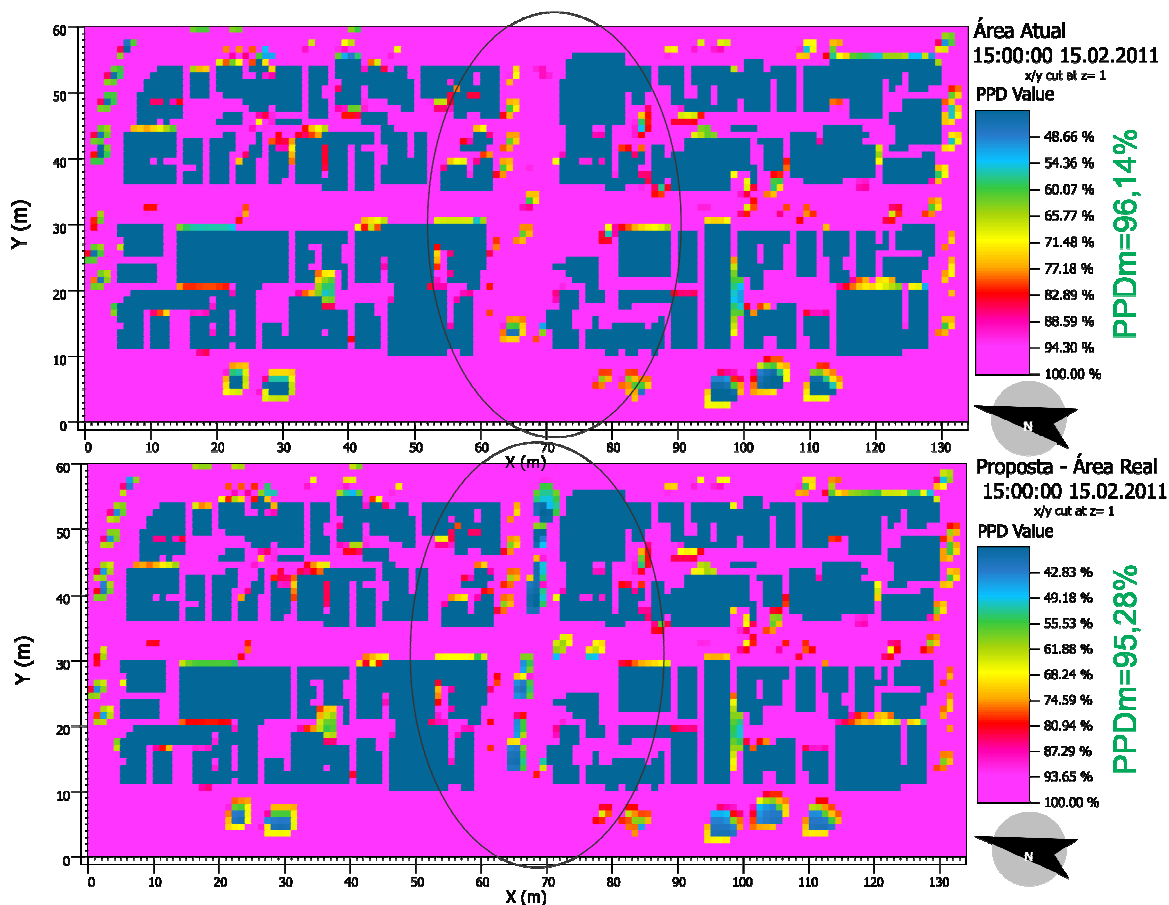 Área Atual
15:00:00 15.02.2011
x/y cut at z= 1
PPD Value
48.66 %
54.36 %
60.07 %
65.77 %
71.48 %
77.18 %
82.89 %
88.59 %
94.30 %
100.00 %
PPDm=96,14%
N
Y (m)
60
50
40
30
20
10
0
0 10 20 30 40 50 60 70 80 90 100 110 120 130
X (m)
Proposta - Área Real
15:00:00 15.02.2011
x/y cut at z= 1
PPD Value
42.83 %
49.18 %
55.53 %
61.88 %
68.24 %
74.59 %
80.94 %
87.29 %
93.65 %
100.00 %
PPDm=95,28%
N
Y (m)
60
50
40
30
20
10
0
0 10 20 30 40 50 60 70 80 90 100 110 120 130
X (m)